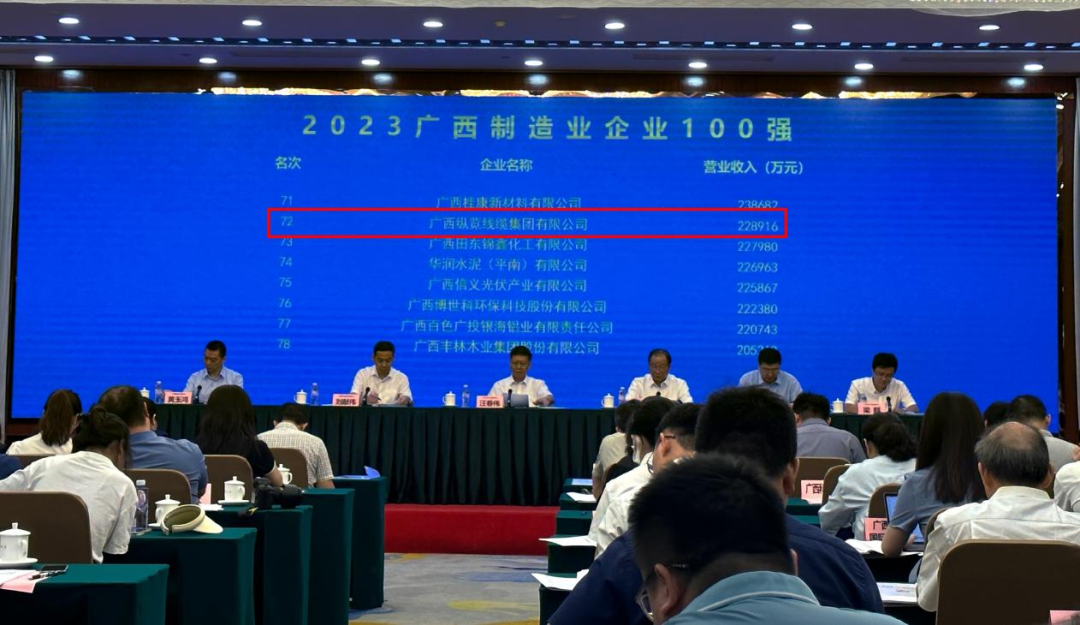 2023广西制造业企业100强
名次 企业名称 营业收入（万元）
71 广西桂康新材料有限公司 238682
72 广西纵览线缆集团有限公司 228916
73 广西田东锦鑫化工有限公司 227980
74 华润水泥（平南）有限公司 226963
75 广西信义光伏产业有限公司 225867
76 广西博世科环保科技股份有限公司 222380
77 广西百色广投银海铝业有限责任公司 220743
78 广西丰林木业集团股份有限公司
黄玉鸿
汪春伟